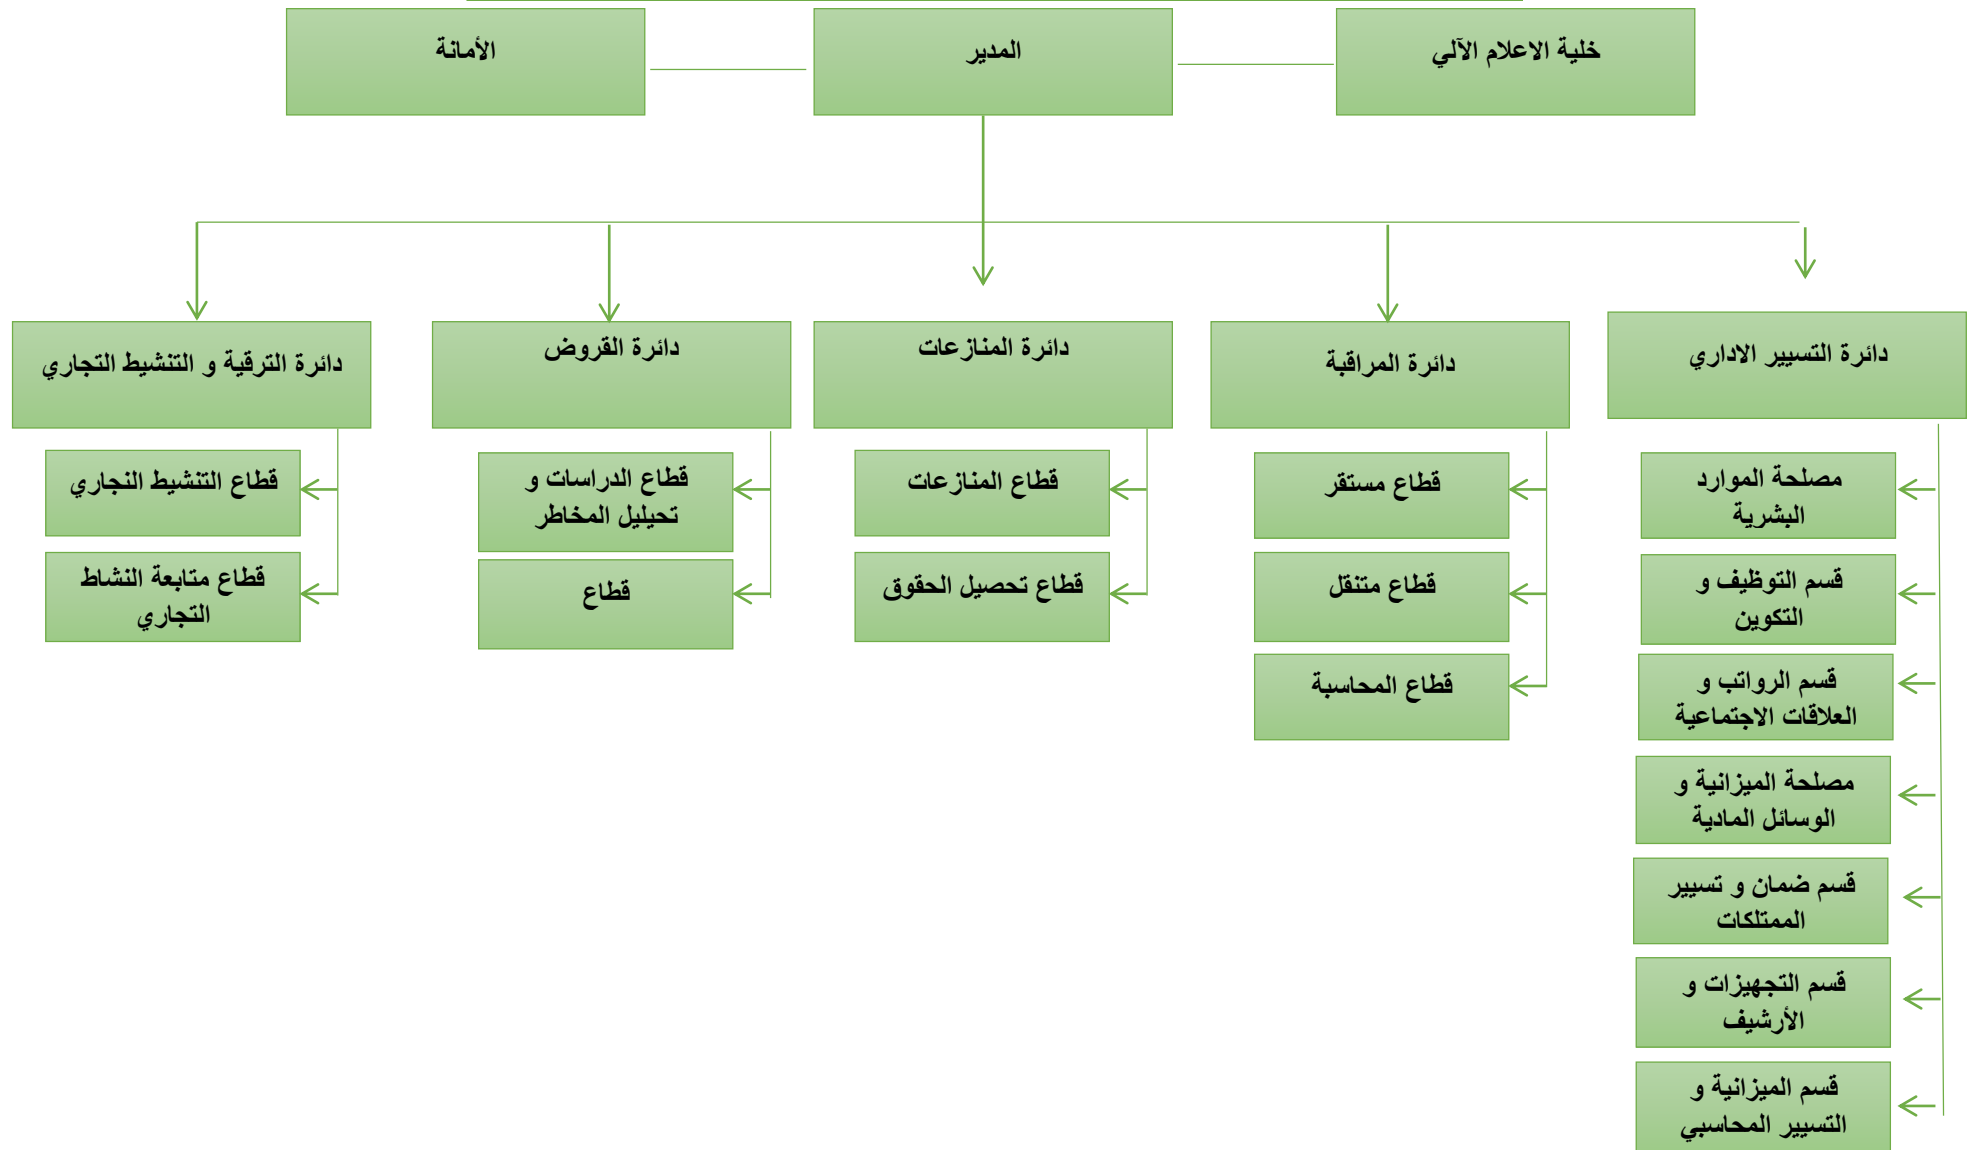 خلية الاعلام الآلي
المدير
الأمانة
دائرة التسيير الاداري
دائرة المراقبة
دائرة المنازعات
دائرة القروض
دائرة الترقية و التنشيط التجاري
مصلحة الموارد
البشرية
قسم التوظيف و
التكوين
قسم الرواتب و
العلاقات الاجتماعية
مصلحة الميزانية و
الوسائل المادية
قسم ضمان و تسيير
الممتلكات
قسم التجهيزات و
الأرشيف
قسم الميزانية و
التسيير المحاسبي
قطاع مستقر
قطاع متنقل
قطاع المحاسبة
قطاع المنازعات
قطاع تحصيل الحقوق
قطاع الدراسات و
تحيليل المخاطر
قطاع
قطاع التنشيط النجاري
قطاع متابعة النشاط
التجاري